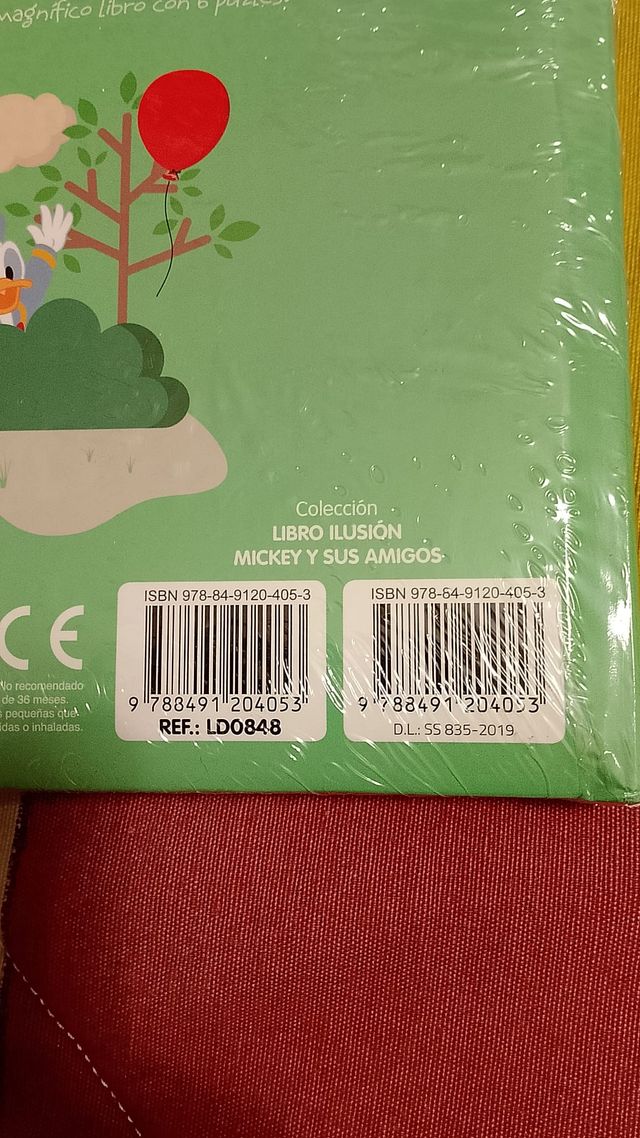 magnífico libro con 6 puzles.
Colección
LIBRO ILUSIÓN
MICKEY Y SUS AMIGOS
ISBN 978-84-9120-405-3
9 788491 204053
REF.: LD0848
ISBN 978-84-9120-405-3
9 788491 204053
D.L.: SS 835-2019
CE
No recomendado
de 36 meses.
pequeñas que
o inhaladas.